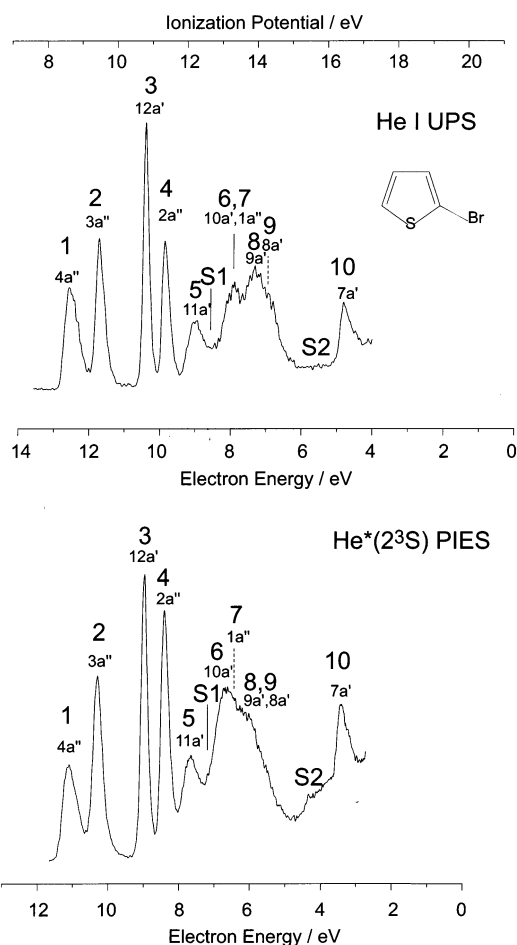 Ionization Potential / eV
8 10 12 14 16 18 20
He I UPS
S Br
3
12a'
2
3a"
4
2a"
6,7
10a',1a"
9
8a'
8
9a'
1
4a"
5
11a'
S1
10
7a'
S2
14 12 10 8 6 4 2 0
Electron Energy / eV
He*(2³S) PIES
3
12a'
4
2a"
2
3a"
7
1a"
6
10a'
8,9
9a',8a'
10
7a'
S1
1
4a"
5
11a'
S2
12 10 8 6 4 2 0
Electron Energy / eV